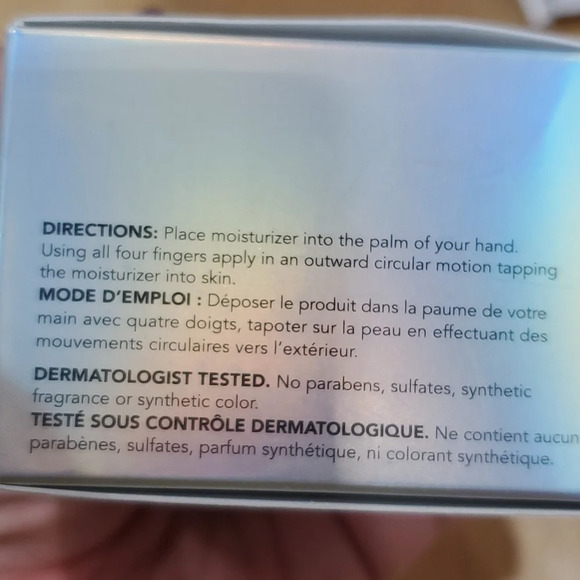 DIRECTIONS: Place moisturizer into the palm of your hand.
Using all four fingers apply in an outward circular motion tapping
the moisturizer into skin.
MODE D'EMPLOI : Déposer le produit dans la paume de votre
main avec quatre doigts, tapoter sur la peau en effectuant des
mouvements circulaires vers l'extérieur.
DERMATOLOGIST TESTED. No parabens, sulfates, synthetic
fragrance or synthetic color.
TESTÉ SOUS CONTRÔLE DERMATOLOGIQUE. Ne contient aucun
parabènes, sulfates, parfum synthétique, ni colorant synthétique.